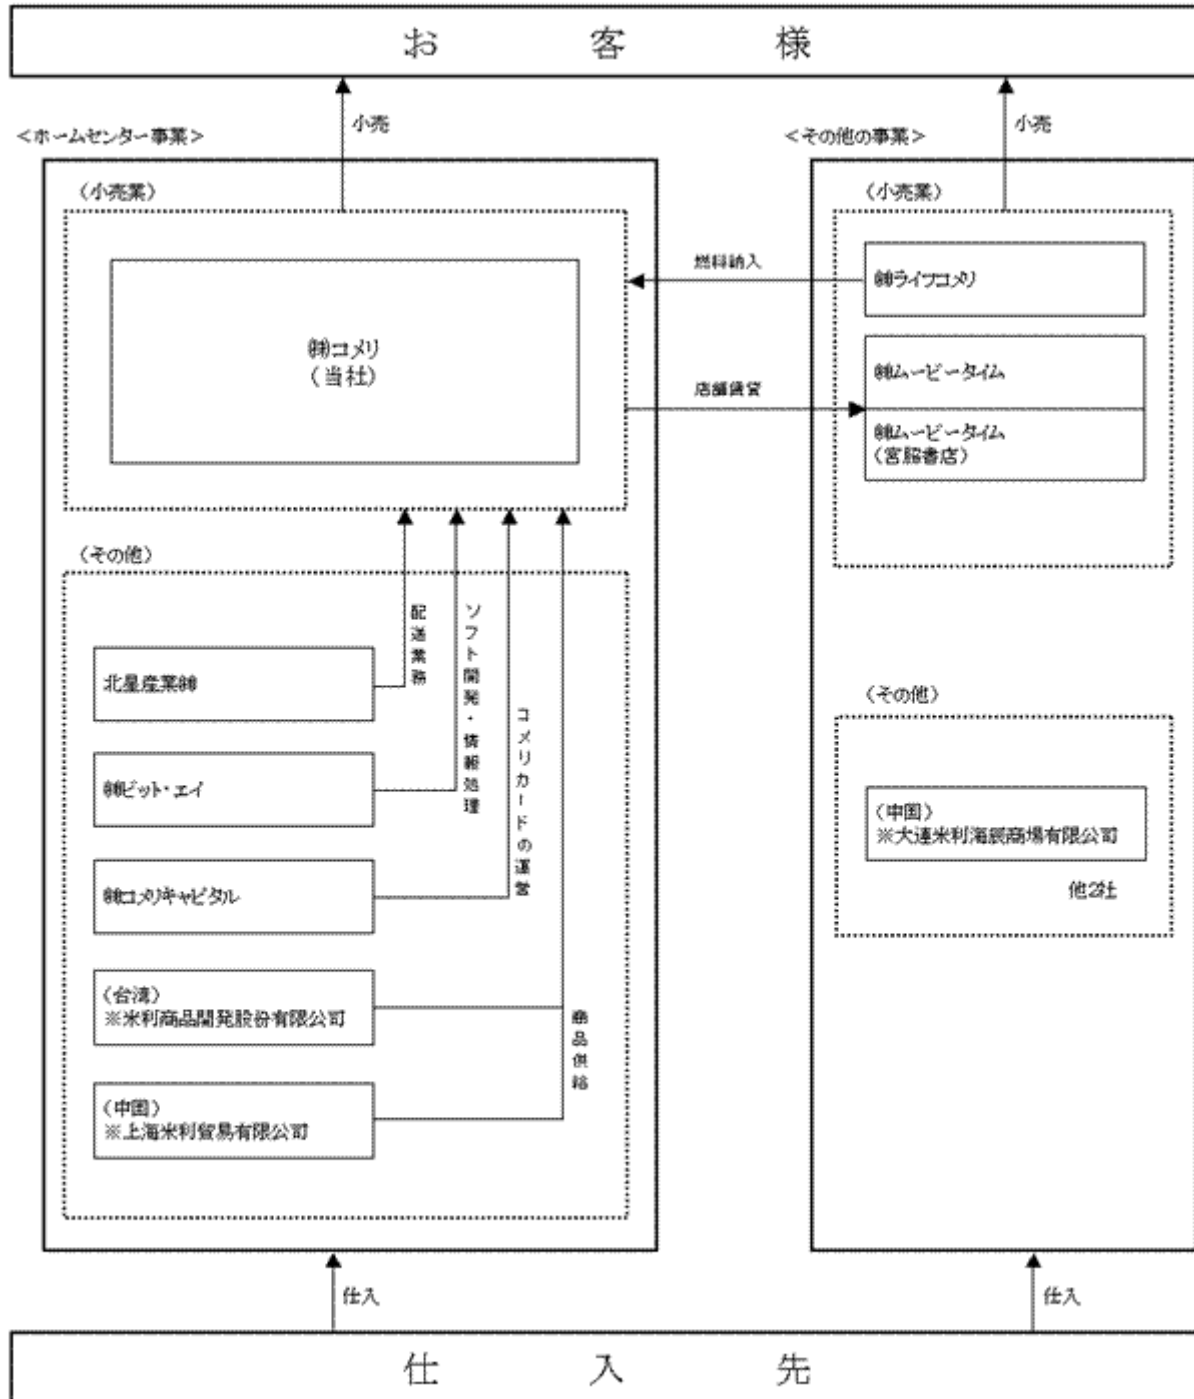 お客様
小売
小売
<ホームセンター事業>
<その他の事業>
(小売業)
(小売業)
㈱コメリ
(当社)
燃料納入
㈱ライフコメリ
店舗賃貸
㈱ムービータイム
㈱ムービータイム
(宮脇書店)
(その他)
配送業務
ソフト開発・情報処理
コメリカードの運営
商品供給
北星産業㈱
㈱ビット・エイ
㈱コメリキャピタル
(台湾)
※米利商品開発股份有限公司
(中国)
※上海米利貿易有限公司
(その他)
(中国)
※大連米利海辰商場有限公司
他2社
仕入
仕入
仕入先